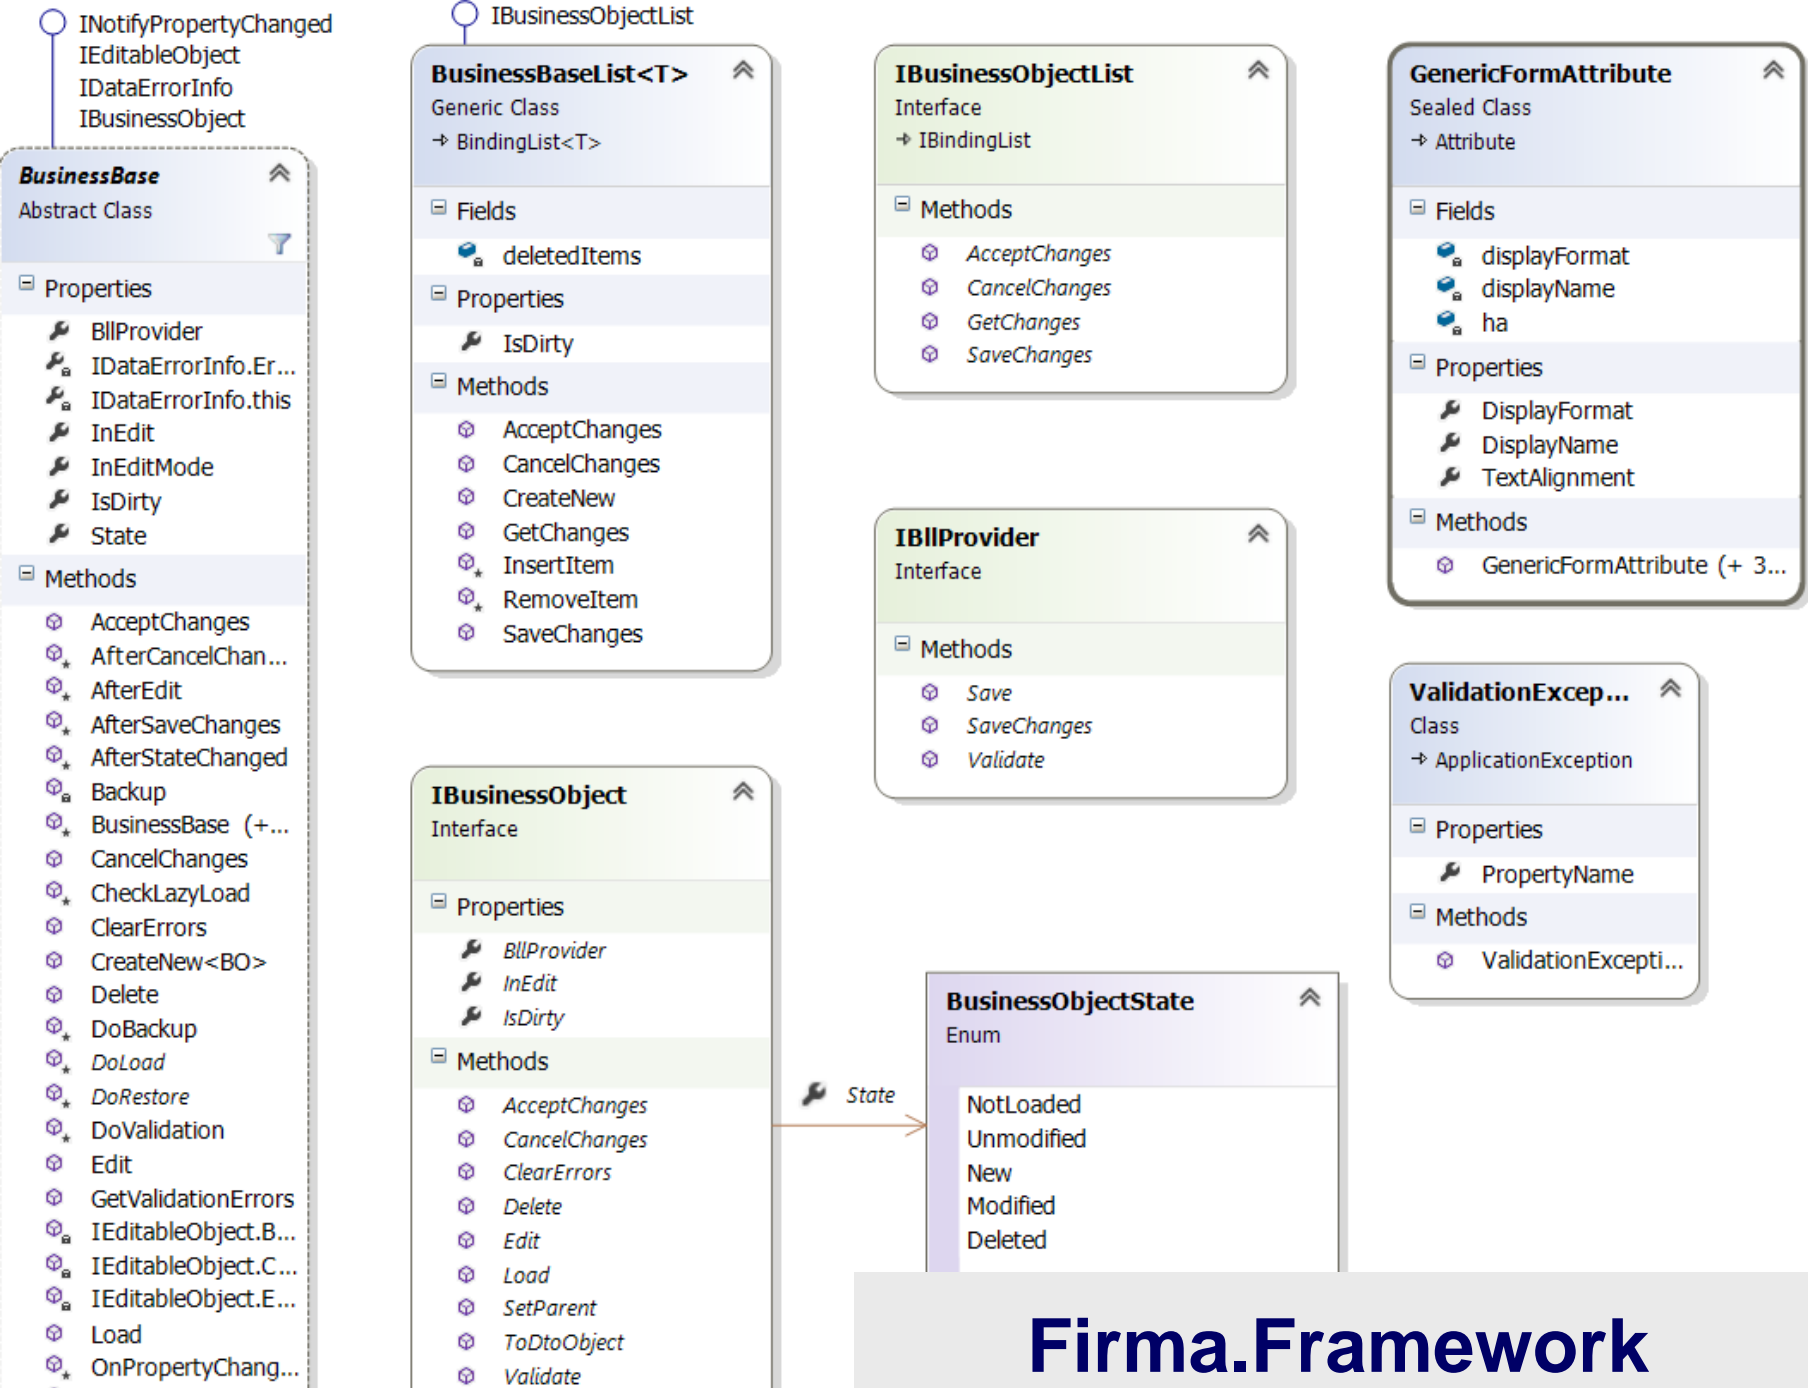 INotifyPropertyChanged
IEditableObject
IDataErrorInfo
IBusinessObject
BusinessBase
Abstract Class
Properties
BllProvider
IDataErrorInfo.Er...
IDataErrorInfo.this
InEdit
InEditMode
IsDirty
State
Methods
AcceptChanges
AfterCancelChan...
AfterEdit
AfterSaveChanges
AfterStateChanged
Backup
BusinessBase (+...
CancelChanges
CheckLazyLoad
ClearErrors
CreateNew<BO>
Delete
DoBackup
DoLoad
DoRestore
DoValidation
Edit
GetValidationErrors
IEditableObject.B...
IEditableObject.C...
IEditableObject.E...
Load
OnPropertyChang...
IBusinessObjectList
BusinessBaseList<T>
Generic Class
BindingList<T>
Fields
deletedItems
Properties
IsDirty
Methods
AcceptChanges
CancelChanges
CreateNew
GetChanges
InsertItem
RemoveItem
SaveChanges
IBusinessObject
Interface
Properties
BllProvider
InEdit
IsDirty
Methods
AcceptChanges
CancelChanges
ClearErrors
Delete
Edit
Load
SetParent
ToDtoObject
Validate
State
IBusinessObjectList
Interface
IBindingList
Methods
AcceptChanges
CancelChanges
GetChanges
SaveChanges
IBllProvider
Interface
Methods
Save
SaveChanges
Validate
BusinessObjectState
Enum
NotLoaded
Unmodified
New
Modified
Deleted
GenericFormAttribute
Sealed Class
Attribute
Fields
displayFormat
displayName
ha
Properties
DisplayFormat
DisplayName
TextAlignment
Methods
GenericFormAttribute (+ 3...
ValidationExcep...
Class
ApplicationException
Properties
PropertyName
Methods
ValidationExcepti...
Firma.Framework